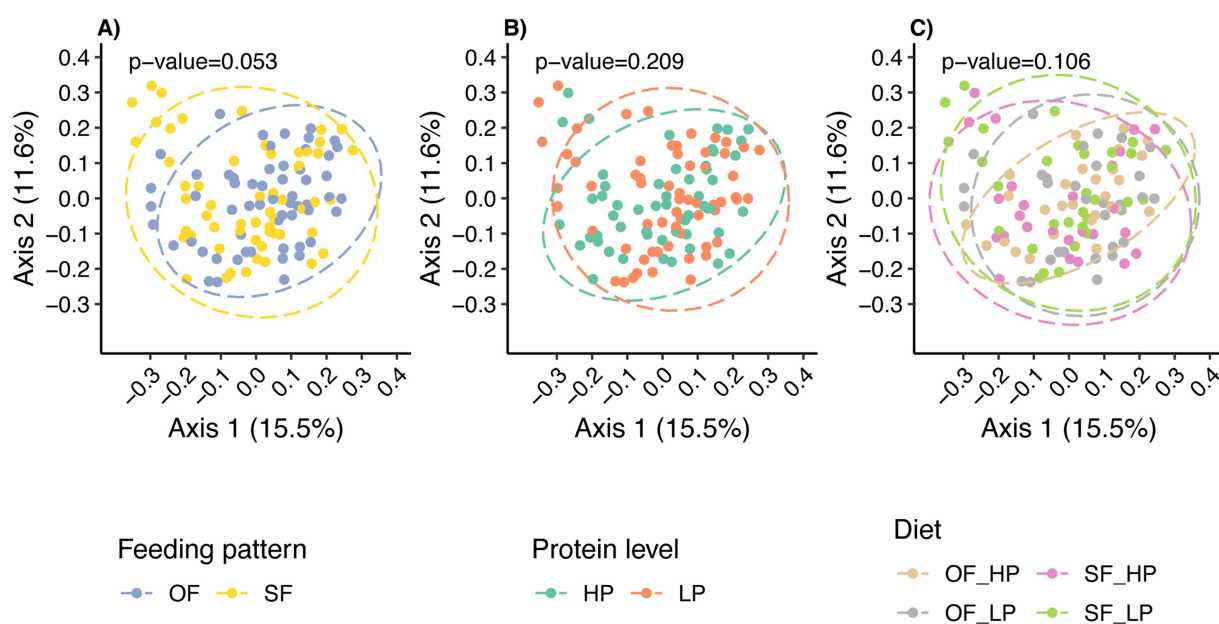 A)
p-value=0.053
Axis 2 (11.6%)
0.4
0.3
0.2
0.1
0.0
−0.1
−0.2
−0.3
−0.3 −0.2 −0.1 0.0 0.1 0.2 0.3 0.4
Axis 1 (15.5%)
B)
p-value=0.209
Axis 2 (11.6%)
0.4
0.3
0.2
0.1
0.0
−0.1
−0.2
−0.3
−0.3 −0.2 −0.1 0.0 0.1 0.2 0.3 0.4
Axis 1 (15.5%)
C)
p-value=0.106
Axis 2 (11.6%)
0.4
0.3
0.2
0.1
0.0
−0.1
−0.2
−0.3
−0.3 −0.2 −0.1 0.0 0.1 0.2 0.3 0.4
Axis 1 (15.5%)
Feeding pattern
OF SF
Protein level
HP LP
Diet
OF_HP SF_HP
OF_LP SF_LP